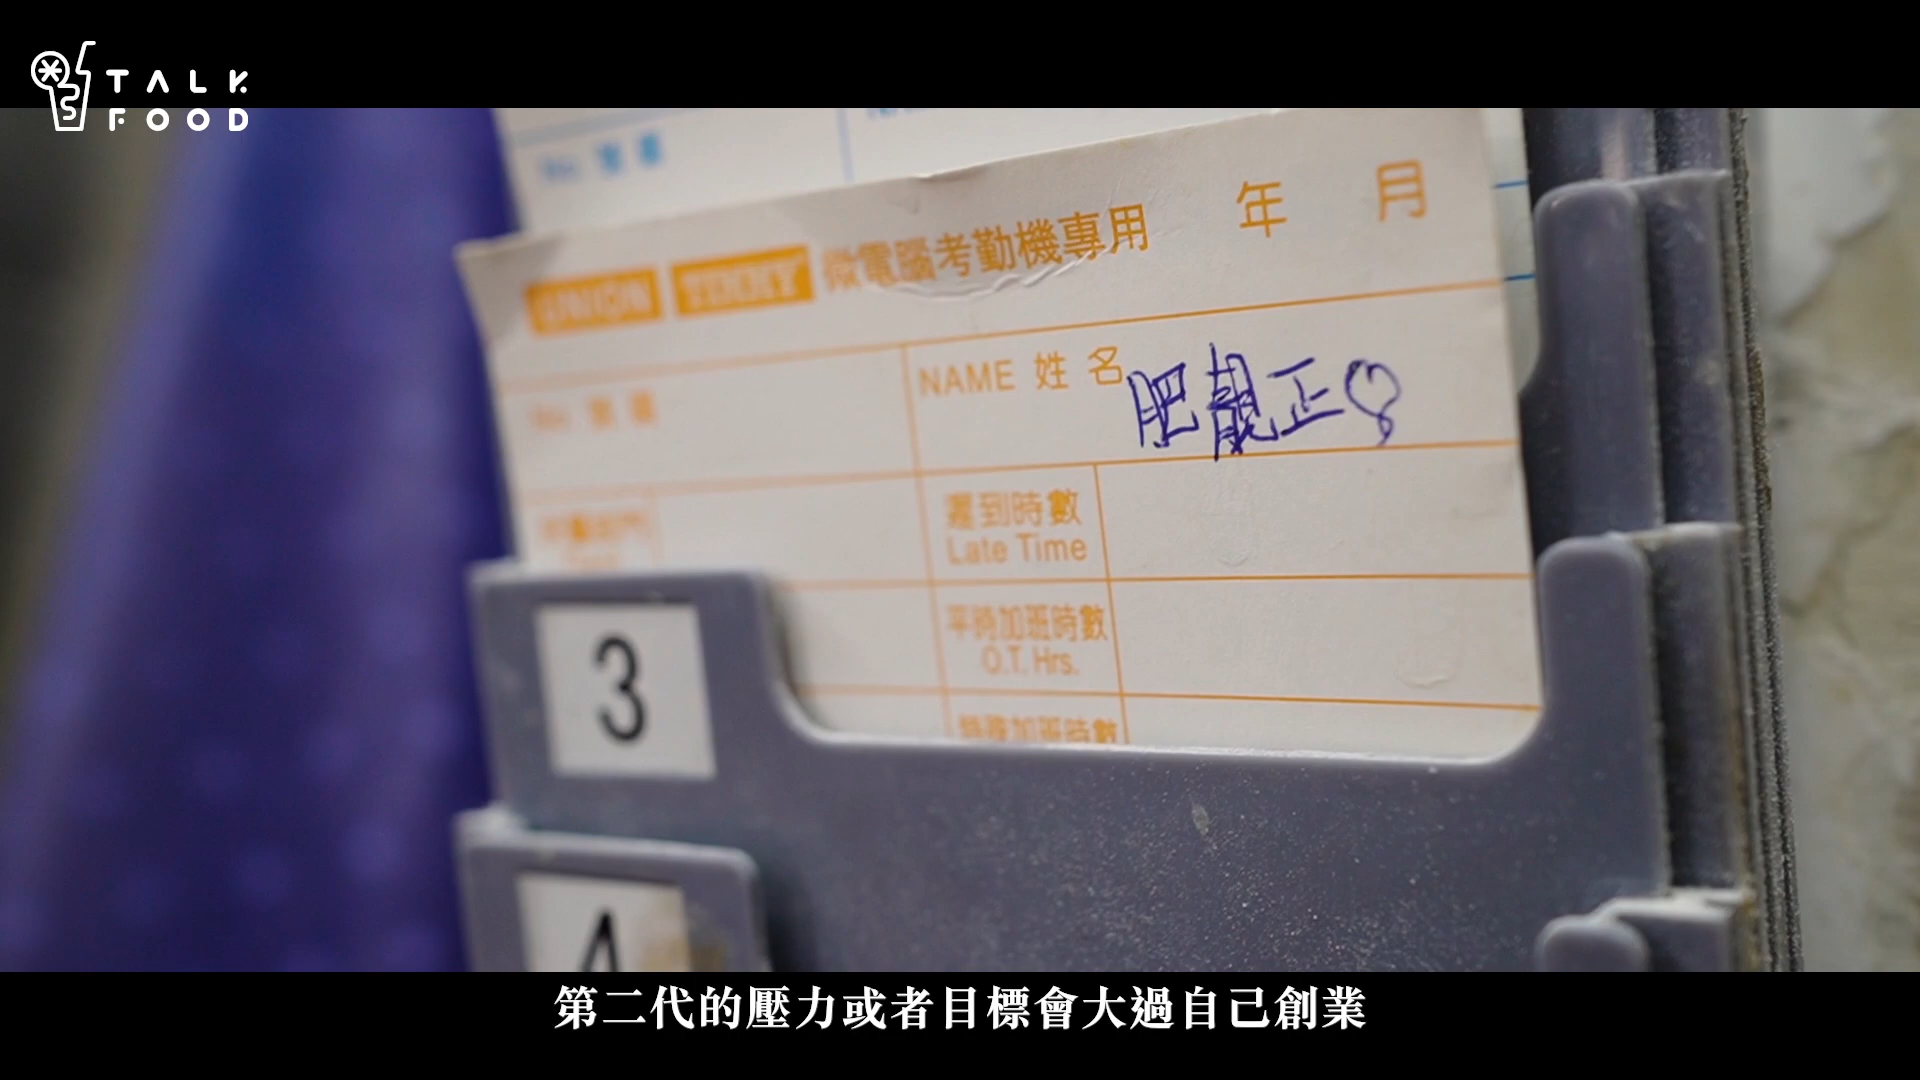 TALK
FOOD
年 月
UNION 微電腦考勤機專用
NAME 姓名 肥靚正
遲到時數
Late Time
平時加班時數
O.T. Hrs.
3
4
第二代的壓力或者目標會大過自己創業